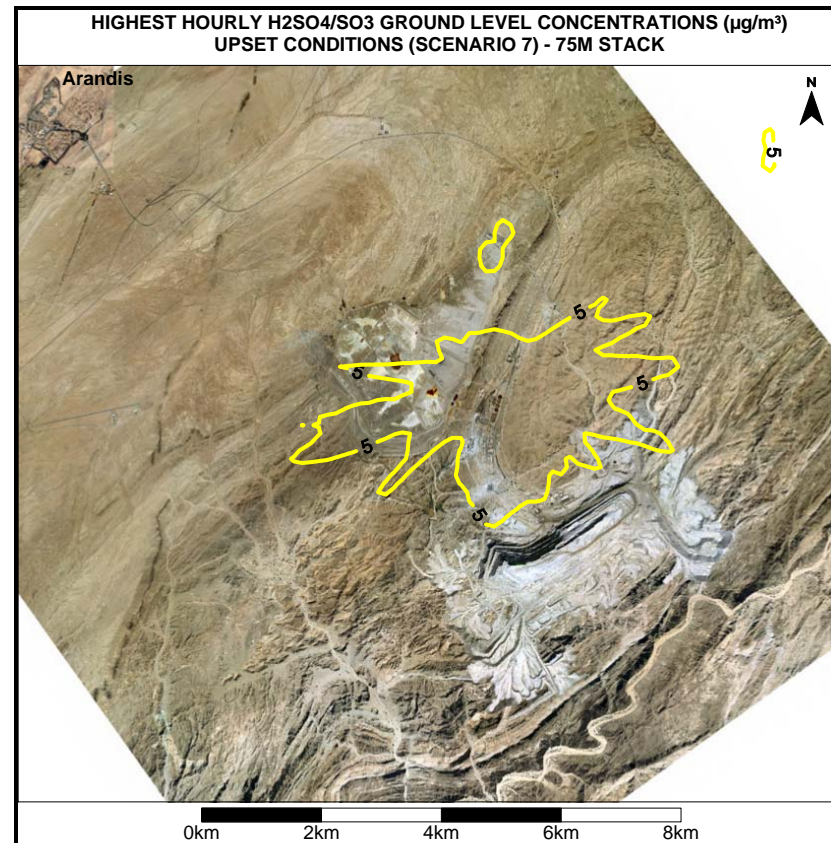 HIGHEST HOURLY H2SO4/SO3 GROUND LEVEL CONCENTRATIONS (µg/m³)
UPSET CONDITIONS (SCENARIO 7) - 75M STACK
Arandis
N
5
5
5
5
5
5
0km 2km 4km 6km 8km